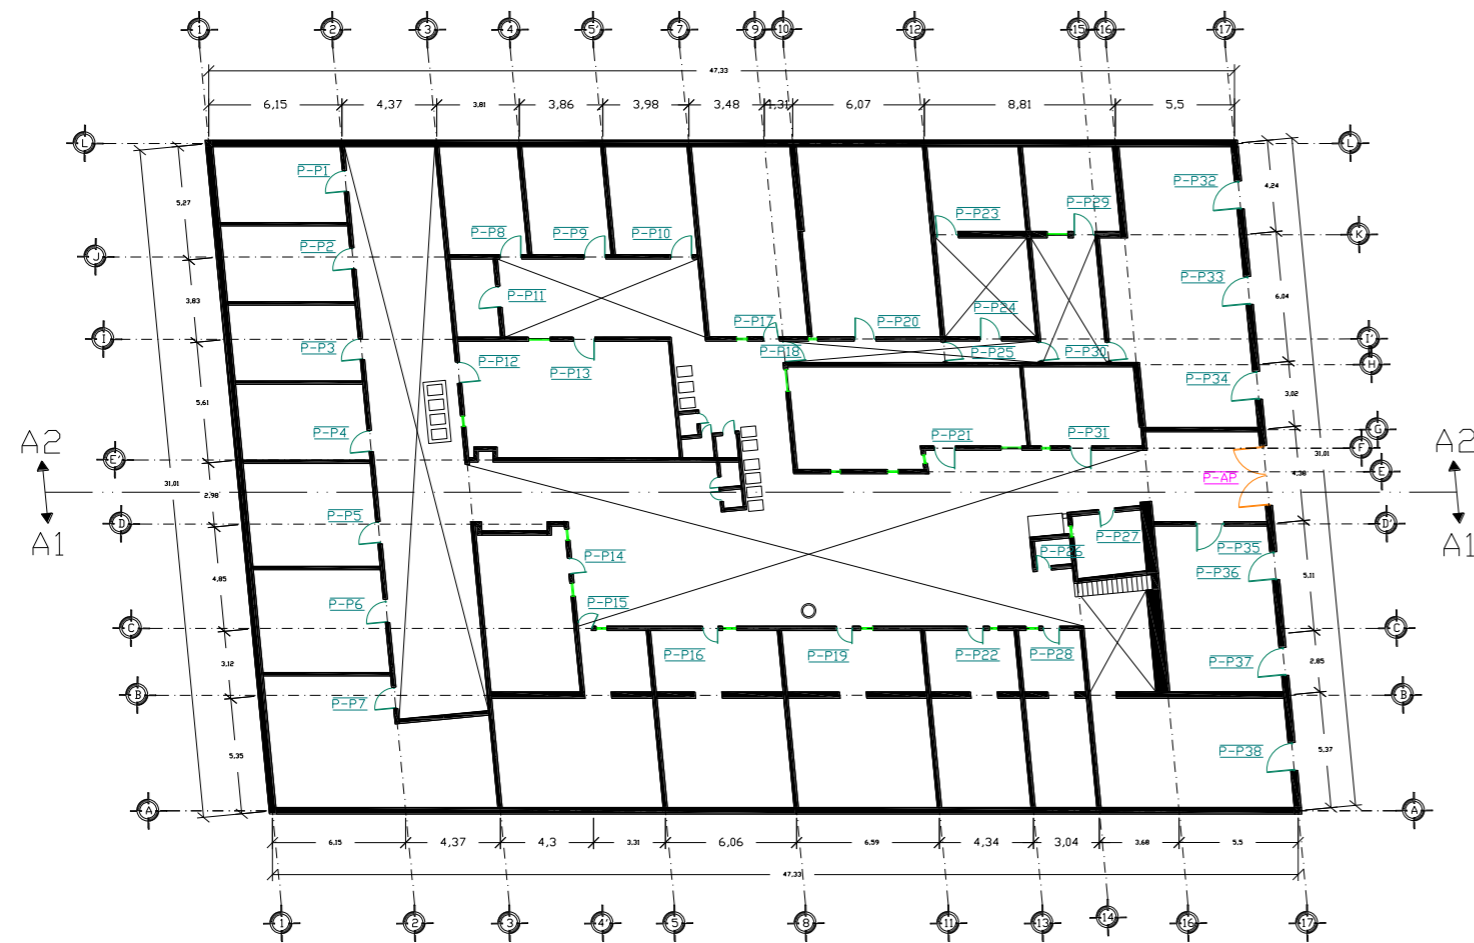 1 2 3 4 5' 7 9 10 12 15 16 17
47,33
6,15 4,37 3,81 3,86 3,98 3,48 1,31 6,07 8,81 5,5
L L
P-P1 P-P32 4,24
5,27
P-P29
P-P23
P-P8 P-P9 P-P10 K
P-P2
J
P-P33
P-P11 6,04
3,83
P-P17 P-P20 P-P24
I I'
P-P3 P-P18 P-P25 P-P30
P-P12 H
P-P13 P-P34 3,02
5,61
P-P4 P-P21 P-P31 G
A2 A2
F
31,01
E' E
4,36
P-AP
31,01 2,98
D D'
P-P5 P-P27
A1 A1
P-P26 P-P35
P-P14
P-P36
4,85 5,11
P-P6 P-P15
C C
P-P16 P-P19 P-P22 P-P28
3,12 P-P37 2,85
B B
P-P7
5,35 P-P38 5,37
A A
6,15 4,37 4,3 3,31 6,06 6,59 4,34 3,04 3,68 5,5
47,33
1 2 3 4' 5 8 11 13 14 16 17